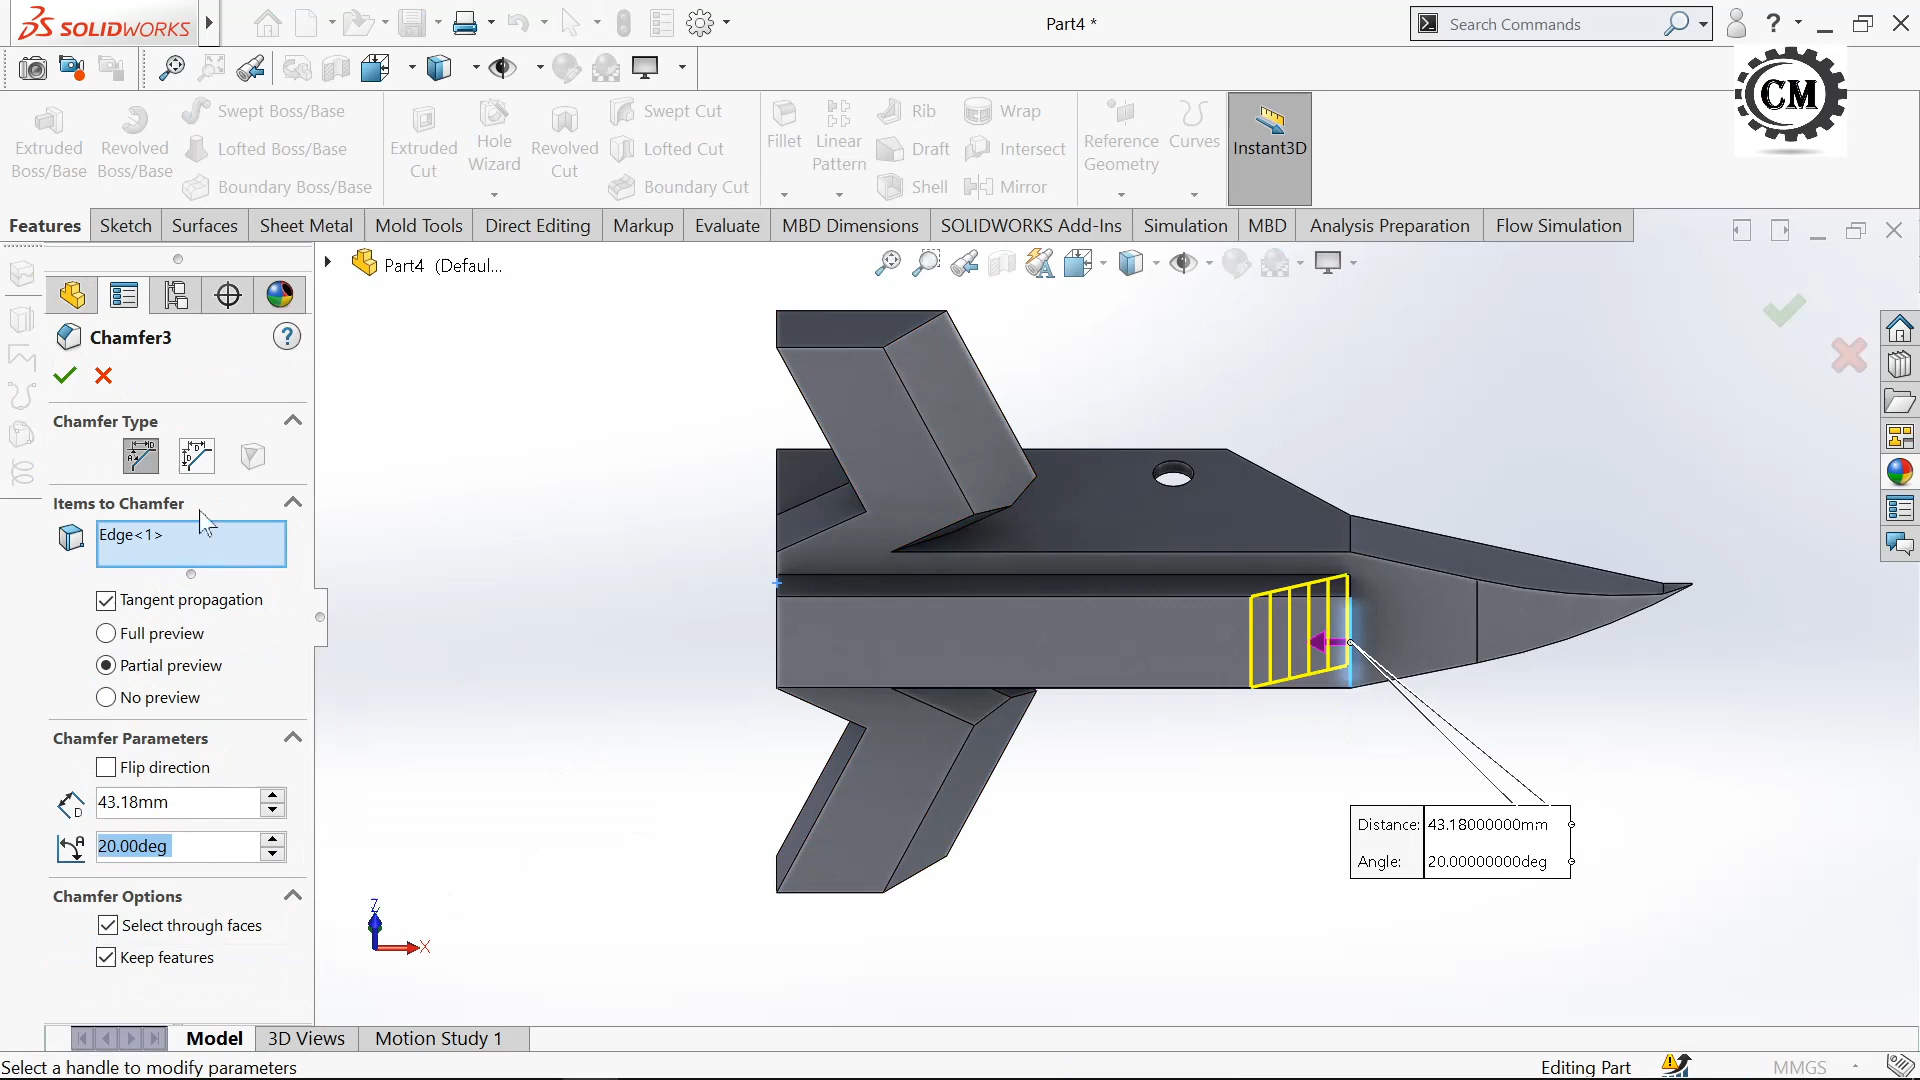 SOLIDWORKS
Part4 *
Search Commands
?
CM
Extruded Boss/Base
Revolved Boss/Base
Swept Boss/Base
Lofted Boss/Base
Boundary Boss/Base
Extruded Cut
Hole Wizard
Revolved Cut
Swept Cut
Lofted Cut
Boundary Cut
Fillet
Linear Pattern
Rib
Draft
Shell
Wrap
Intersect
Mirror
Reference Geometry
Curves
Instant3D
Features
Sketch
Surfaces
Sheet Metal
Mold Tools
Direct Editing
Markup
Evaluate
MBD Dimensions
SOLIDWORKS Add-Ins
Simulation
MBD
Analysis Preparation
Flow Simulation
Part4 (Defaul...
Chamfer3
?
Chamfer Type
Items to Chamfer
Edge<1>
Tangent propagation
Full preview
Partial preview
No preview
Chamfer Parameters
Flip direction
43.18mm
20.00deg
Chamfer Options
Select through faces
Keep features
Distance: 43.18000000mm
Angle: 20.00000000deg
Z
X
Model
3D Views
Motion Study 1
Select a handle to modify parameters
Editing Part
MMGS